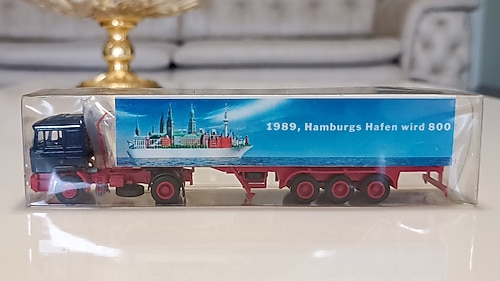 1989, Hamburgs Hafen wird 800